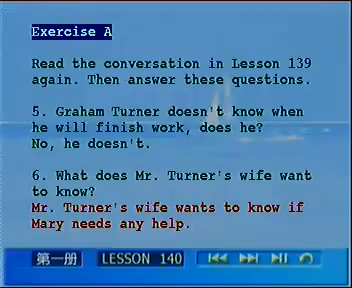 Exercise A
Read the conversation in Lesson 139
again. Then answer these questions.
5. Graham Turner doesn't know when
he will finish work, does he?
No, he doesn't.
6. What does Mr. Turner's wife want
to know?
Mr. Turner's wife wants to know if
Mary needs any help.
第一册 LESSON 140